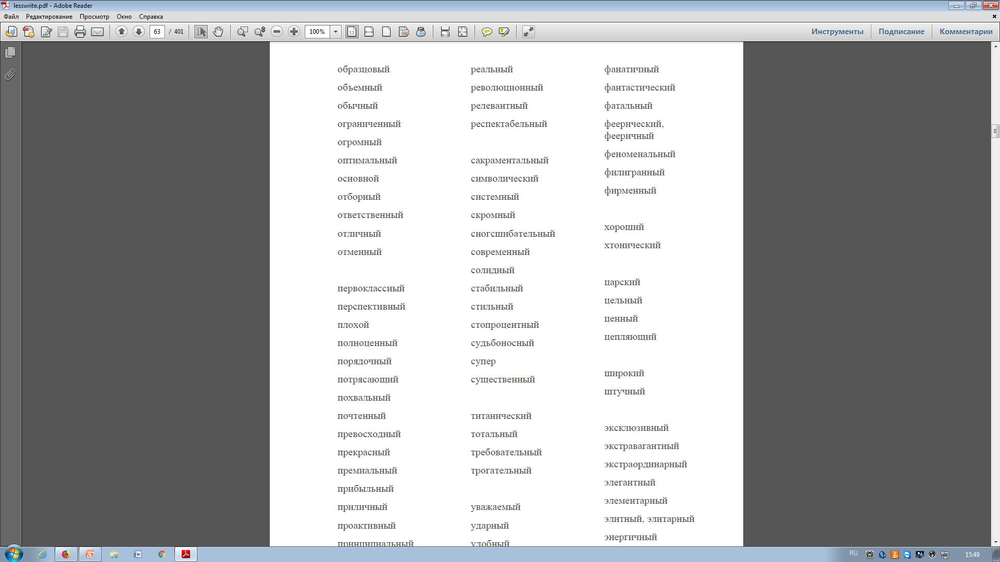 lesswrite.pdf - Adobe Reader
Файл Редактирование Просмотр Окно Справка
63 / 401
100%
Инструменты Подписание Комментарии
образцовый
объемный
обычный
ограниченный
огромный
оптимальный
основной
отборный
ответственный
отличный
отменный
первоклассный
перспективный
плохой
полноценный
порядочный
потрясающий
похвальный
почтенный
превосходный
прекрасный
премиальный
прибыльный
приличный
проактивный
принципиальный
реальный
революционный
релевантный
респектабельный
сакраментальный
символический
системный
скромный
сногсшибательный
современный
солидный
стабильный
стильный
стопроцентный
судьбоносный
супер
существенный
титанический
тотальный
требовательный
трогательный
уважаемый
ударный
удобный
фанатичный
фантастический
фатальный
феерический,
фееричный
феноменальный
филигранный
фирменный
хороший
хтонический
царский
цельный
ценный
цепляющий
широкий
штучный
эксклюзивный
экстравагантный
экстраординарный
элегантный
элементарный
элитный, элитарный
энергичный
RU 15:49